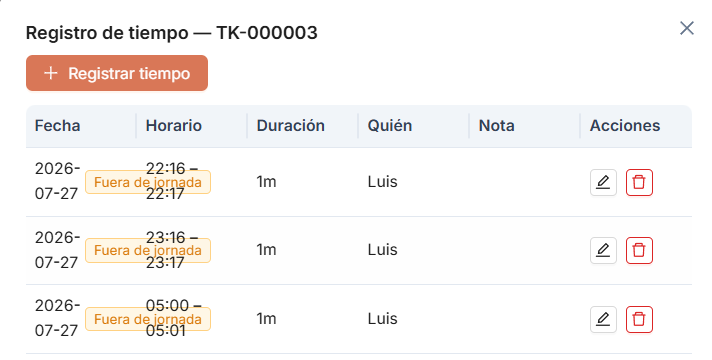 Registro de tiempo — TK-000003
Registrar tiempo
Fecha Horario Duración Quién Nota Acciones
2026-07-27 Fuera de jornada 22:16 – 22:17 1m Luis
2026-07-27 Fuera de jornada 23:16 – 23:17 1m Luis
2026-07-27 Fuera de jornada 05:00 – 05:01 1m Luis